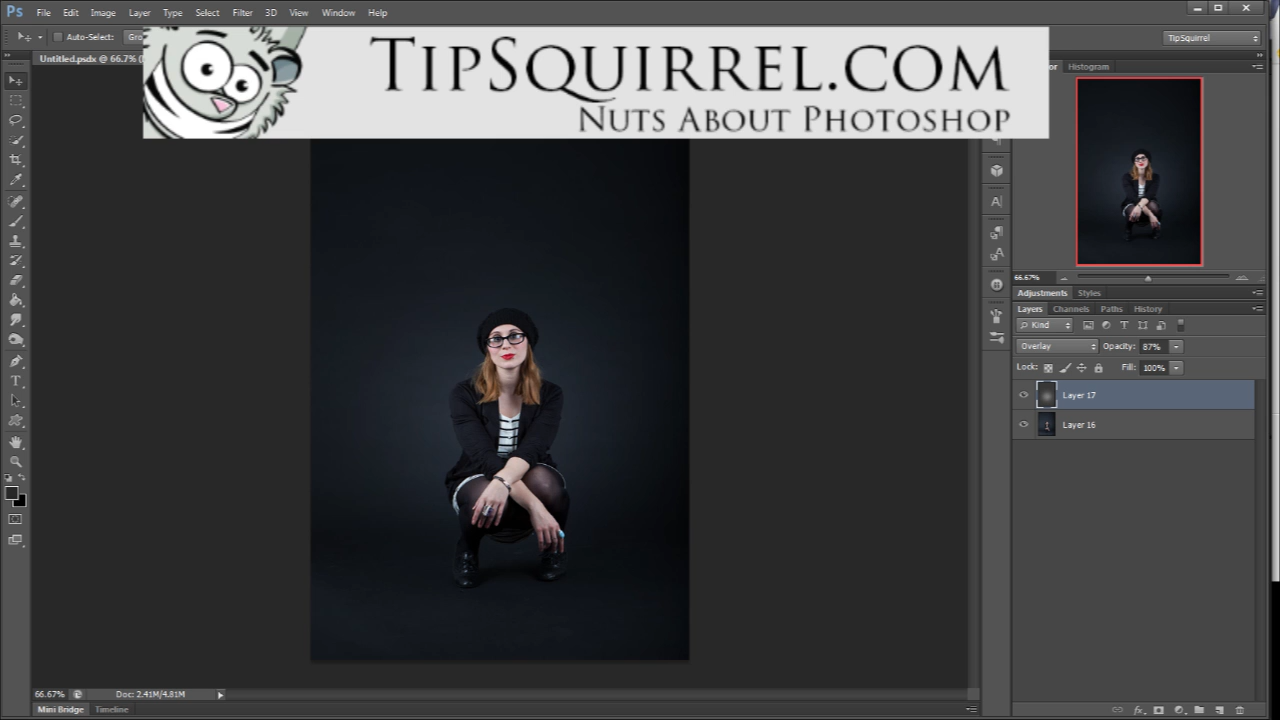 Ps File Edit Image Layer Type Select Filter 3D View Window Help
Auto-Select: Gro
TipSquirrel
TipSquirrel.com
Nuts About Photoshop
Untitled.psdx @ 66.7% (
or Histogram
66.67%
Adjustments Styles
Layers Channels Paths History
Kind
Overlay Opacity: 87%
Lock: Fill: 100%
Layer 17
Layer 16
66.67% Doc: 2.41M/4.81M
Mini Bridge Timeline